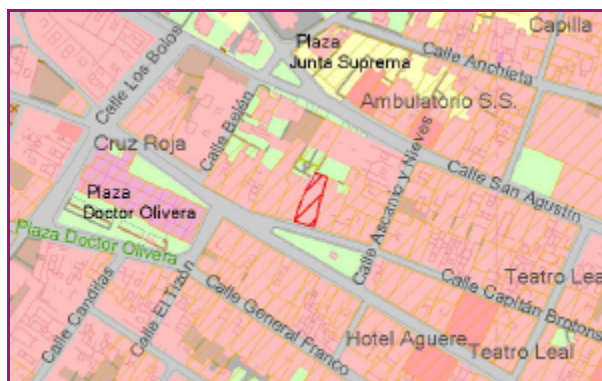 Capilla
Plaza
Junta Suprema
Calle Anchieta
Calle Los Bolos
Ambulatorio S.S.
Calle Belén
Cruz Roja
Calle San Agustín
Plaza
Doctor Olivera
Calle Ascanio Y Nieves
Plaza Doctor Olivera
Teatro Leal
Calle Candilas
Calle El Tizón
Calle Capitán Brotons
Calle General Franco
Hotel Aguere
Teatro Leal